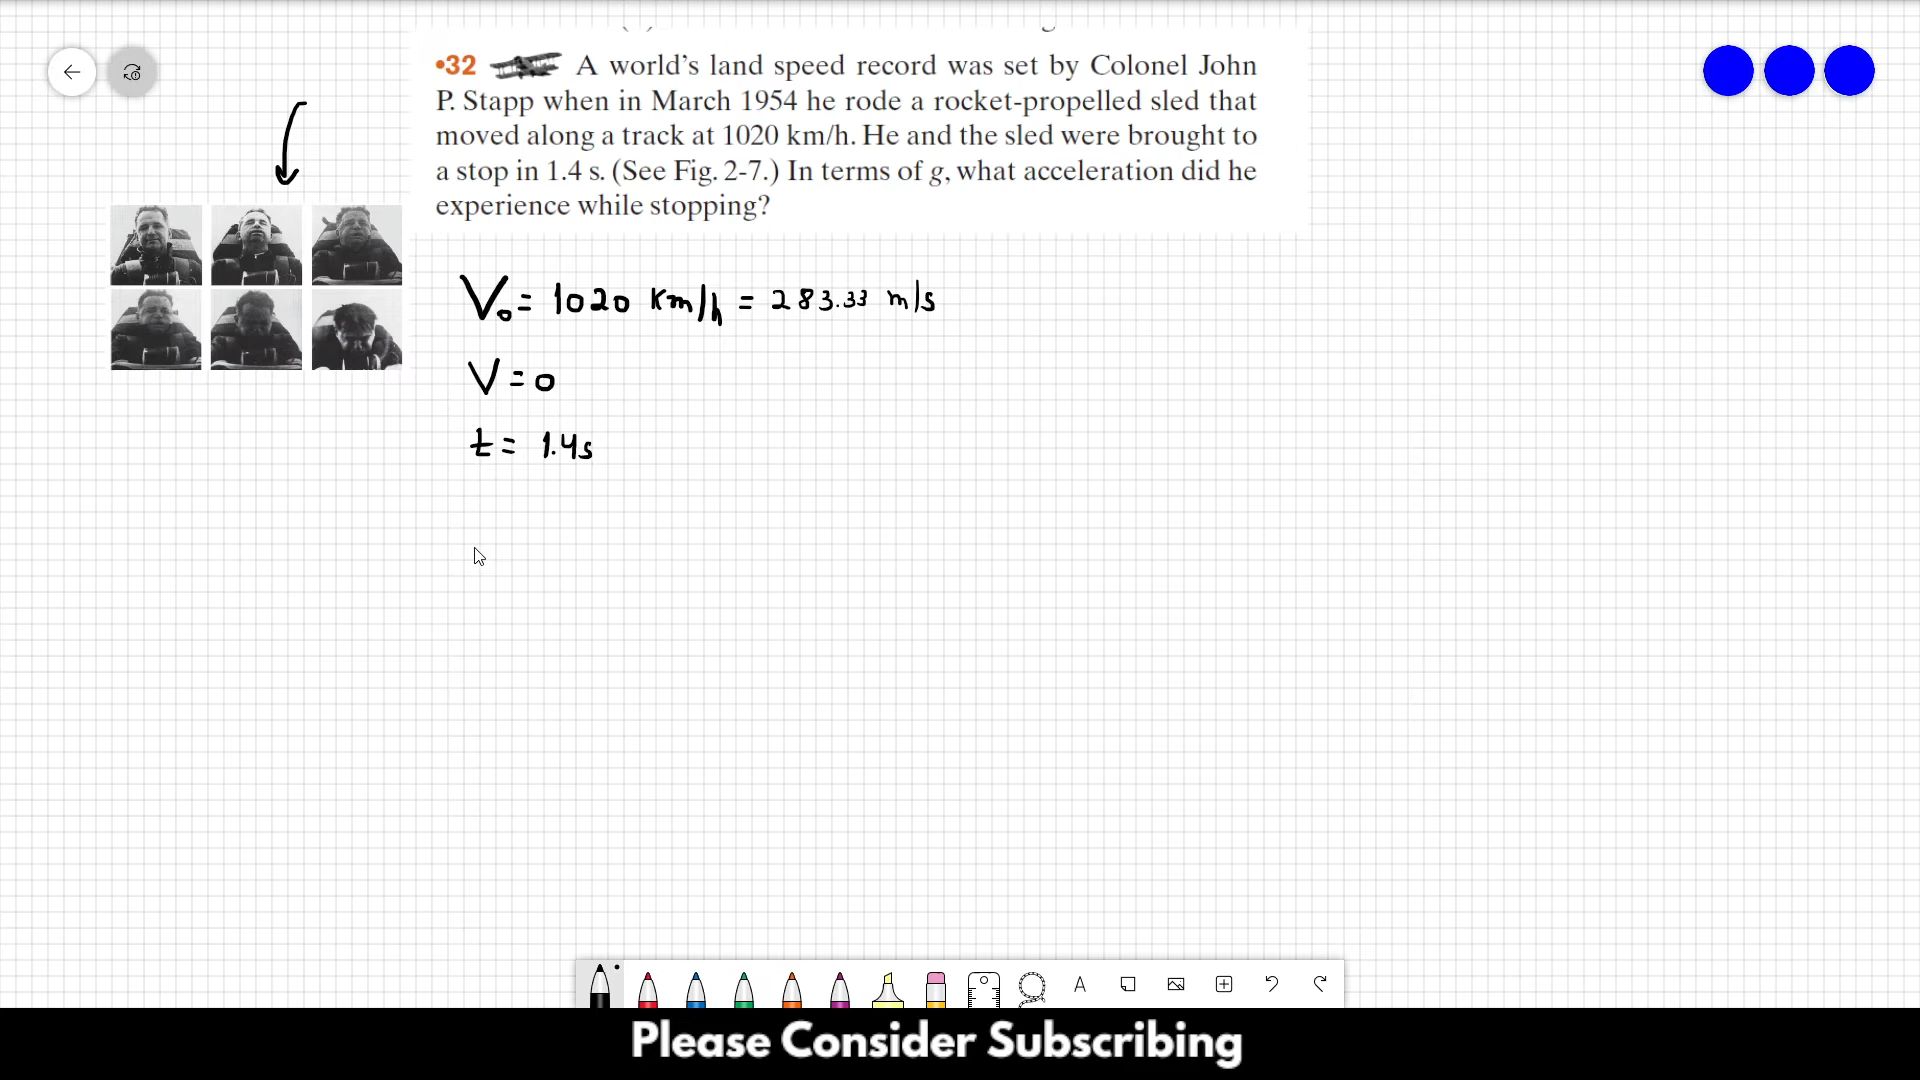 •32 A world's land speed record was set by Colonel John
P. Stapp when in March 1954 he rode a rocket-propelled sled that
moved along a track at 1020 km/h. He and the sled were brought to
a stop in 1.4 s. (See Fig. 2-7.) In terms of g, what acceleration did he
experience while stopping?
V₀ = 1020 Km/h = 283.33 m/s
V = 0
t = 1.4s
A
Please Consider Subscribing